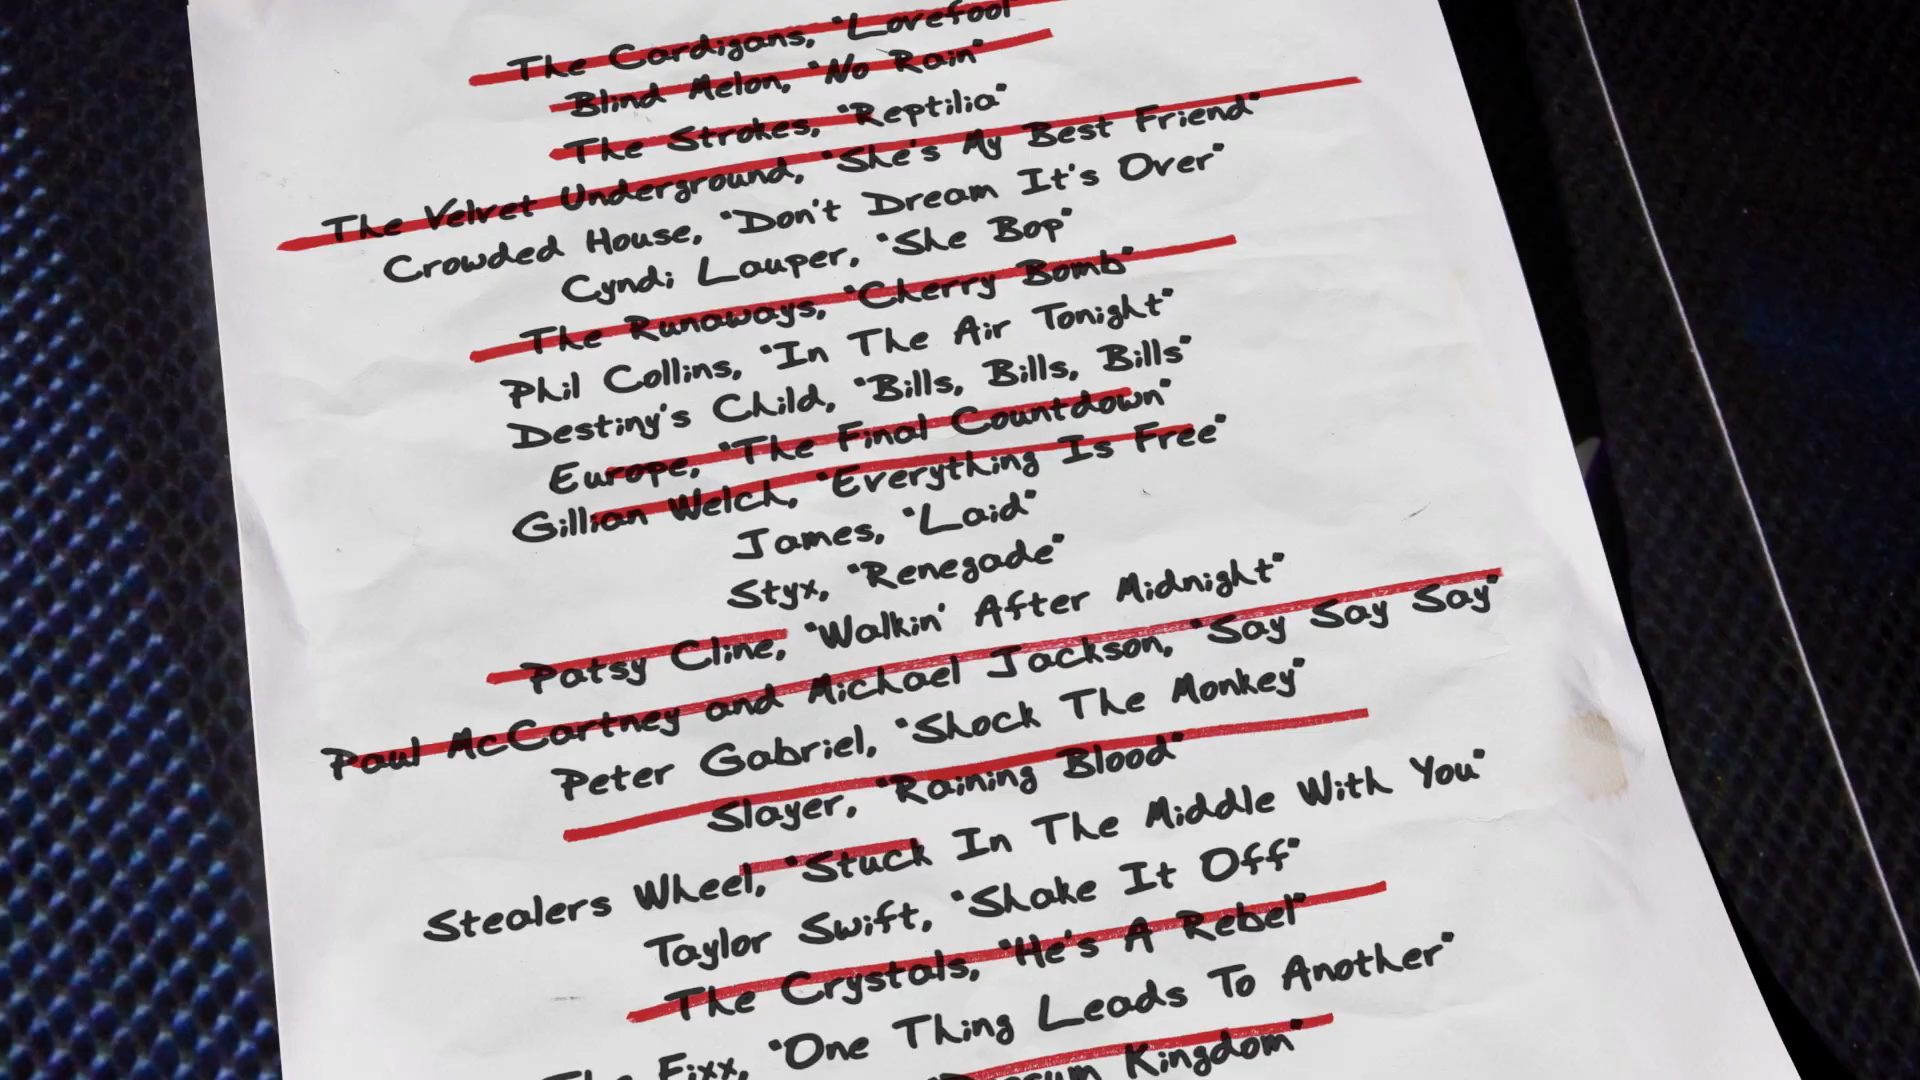 The Cardigans, "Lovefool"
Blind Melon, "No Rain"
The Strokes, "Reptilia"
The Velvet Underground, "She's My Best Friend"
Crowded House, "Don't Dream It's Over"
Cyndi Lauper, "She Bop"
The Runaways, "Cherry Bomb"
Phil Collins, "In The Air Tonight"
Destiny's Child, "Bills, Bills, Bills"
Europe, "The Final Countdown"
Gillian Welch, "Everything Is Free"
James, "Laid"
Styx, "Renegade"
Patsy Cline, "Walkin' After Midnight"
Paul McCartney and Michael Jackson, "Say Say Say"
Peter Gabriel, "Shock The Monkey"
Slayer, "Raining Blood"
Stealers Wheel, "Stuck In The Middle With You"
Taylor Swift, "Shake It Off"
The Crystals, "He's A Rebel"
The Fixx, "One Thing Leads To Another"
Kingdom"